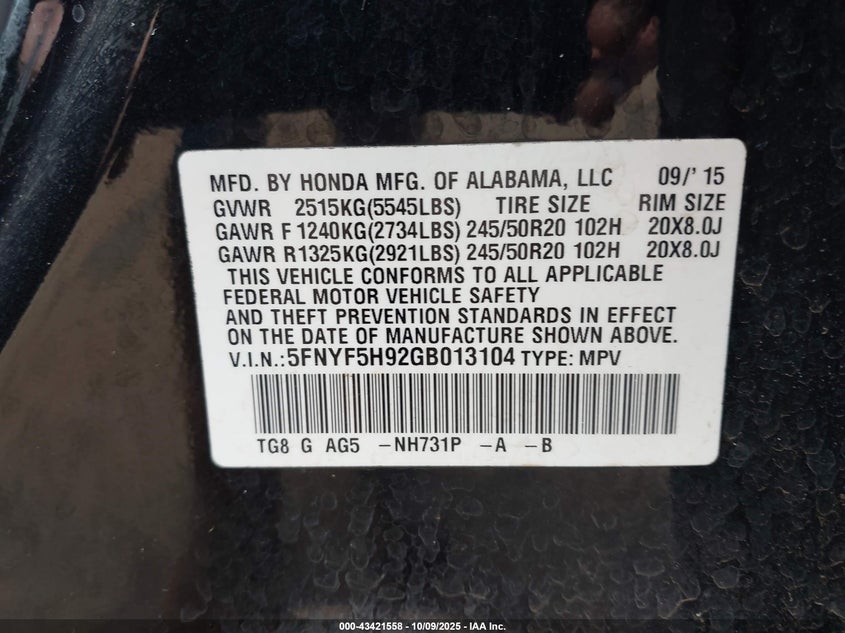 MFD. BY HONDA MFG. OF ALABAMA, LLC 09/' 15
GVWR 2515KG(5545LBS) TIRE SIZE RIM SIZE
GAWR F 1240KG(2734LBS) 245/50R20 102H 20X8.0J
GAWR R1325KG(2921LBS) 245/50R20 102H 20X8.0J
THIS VEHICLE CONFORMS TO ALL APPLICABLE
FEDERAL MOTOR VEHICLE SAFETY
AND THEFT PREVENTION STANDARDS IN EFFECT
ON THE DATE OF MANUFACTURE SHOWN ABOVE.
V.I.N.:5FNYF5H92GB013104 TYPE: MPV
TG8 G AG5 -NH731P -A -B
000-43421558 - 10/09/2025 - IAA Inc.